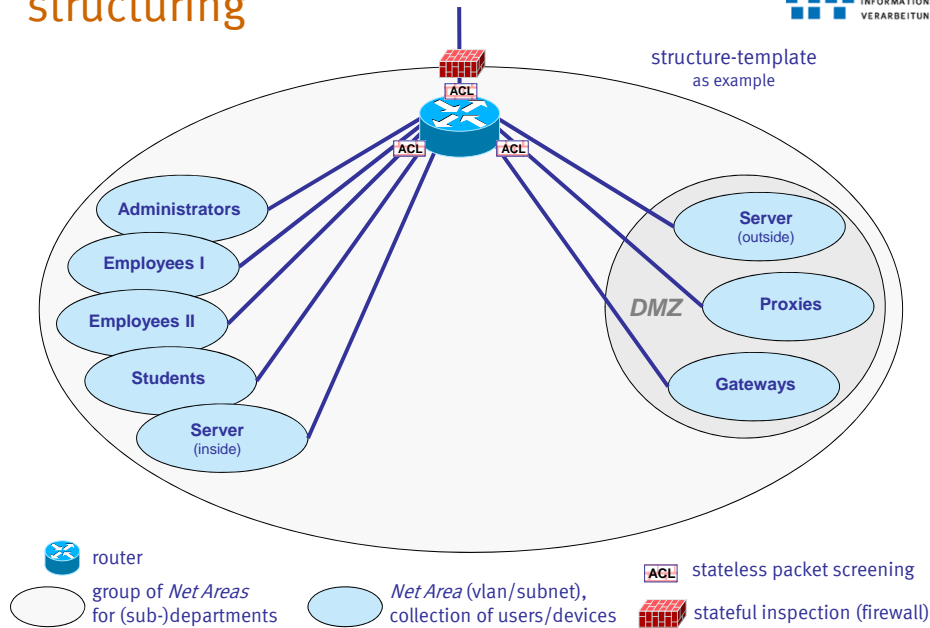 structuring
INFORMATION
VERARBEITUN
structure-template
as example
ACL
ACL
ACL
Administrators
Employees I
Employees II
Students
Server
(inside)
Server
(outside)
DMZ
Proxies
Gateways
router
group of Net Areas
for (sub-)departments
Net Area (vlan/subnet),
collection of users/devices
ACL stateless packet screening
stateful inspection (firewall)